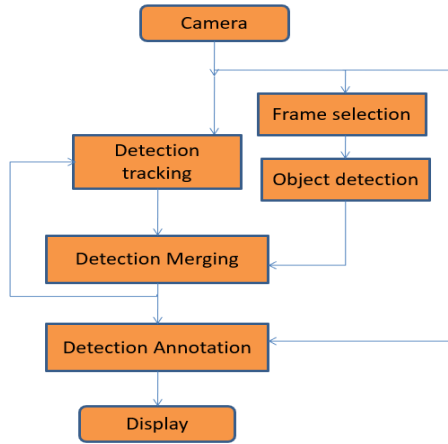 Camera
Frame selection
Detection
tracking
Object detection
Detection Merging
Detection Annotation
Display